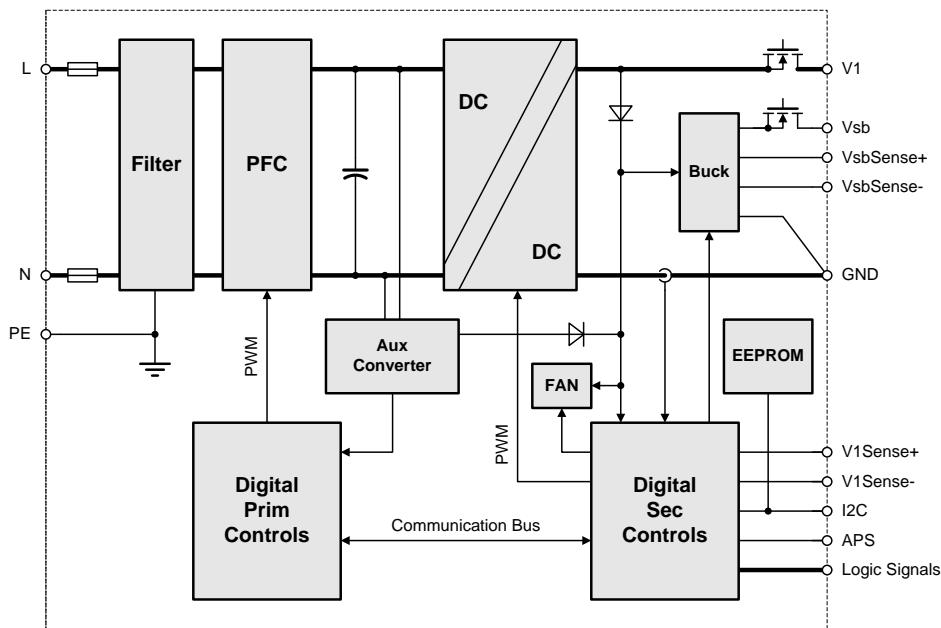 L
Filter
PFC
DC
DC
V1
Vsb
VsbSense+
VsbSense-
Buck
N
GND
PE
PWM
Aux
Converter
FAN
EEPROM
PWM
Digital
Prim
Controls
Communication Bus
Digital
Sec
Controls
V1Sense+
V1Sense-
I2C
APS
Logic Signals